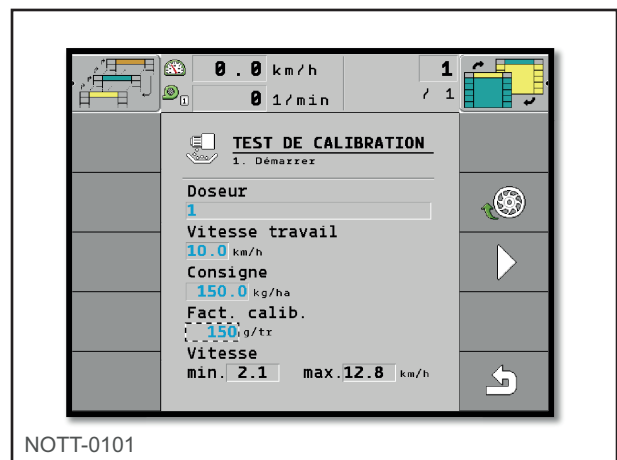 0.0 km/h 1
1 0 1/min / 1
TEST DE CALIBRATION
1. Démarrer
Doseur
1
Vitesse travail
10.0 km/h
Consigne
150.0 kg/ha
Fact. calib.
150 g/tr
Vitesse
min. 2.1 max. 12.8 km/h
NOTT-0101